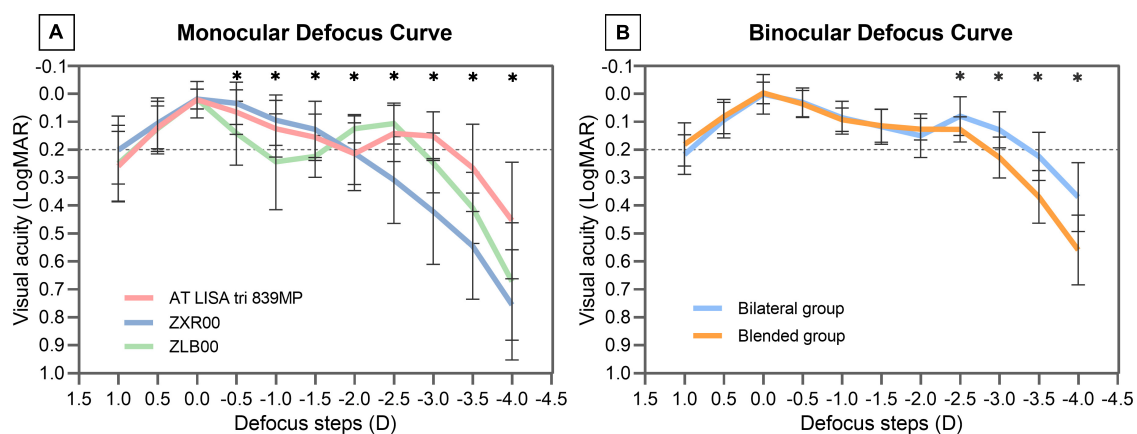 A
Monocular Defocus Curve
* * * * * * * *
-0.1
0.0
0.1
0.2
0.3
0.4
0.5
0.6
0.7
0.8
0.9
1.0
Visual acuity (LogMAR)
AT LISA tri 839MP
ZXR00
ZLB00
1.5 1.0 0.5 0.0 -0.5 -1.0 -1.5 -2.0 -2.5 -3.0 -3.5 -4.0 -4.5
Defocus steps (D)
B
Binocular Defocus Curve
* * * *
-0.1
0.0
0.1
0.2
0.3
0.4
0.5
0.6
0.7
0.8
0.9
1.0
Visual acuity (LogMAR)
Bilateral group
Blended group
1.5 1.0 0.5 0.0 -0.5 -1.0 -1.5 -2.0 -2.5 -3.0 -3.5 -4.0 -4.5
Defocus steps (D)